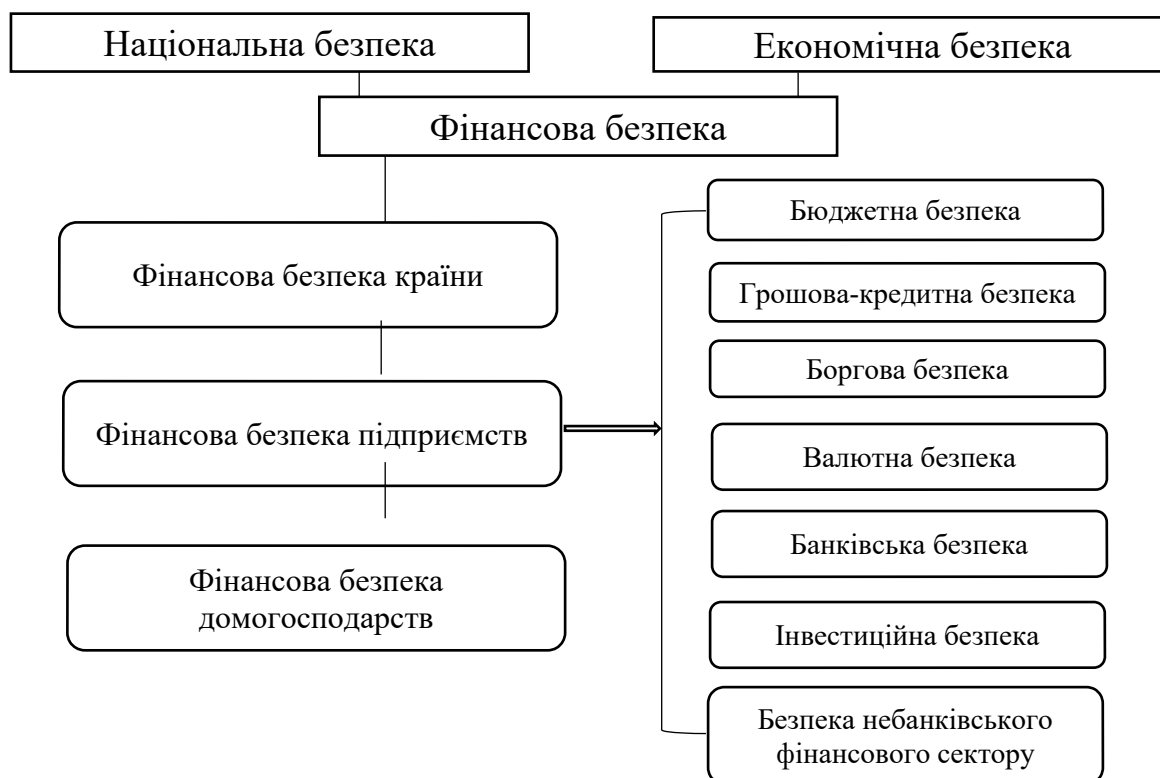 Національна безпека
Економічна безпека
Фінансова безпека
Фінансова безпека країни
Фінансова безпека підприємств
Фінансова безпека
домогосподарств
Бюджетна безпека
Грошова-кредитна безпека
Боргова безпека
Валютна безпека
Банківська безпека
Інвестиційна безпека
Безпека небанківського
фінансового сектору